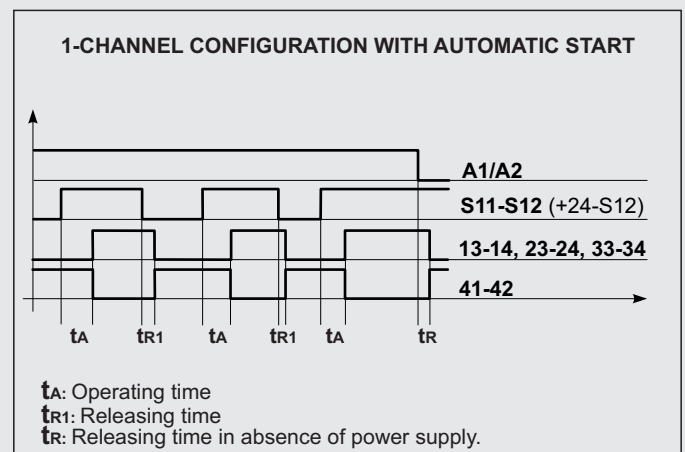 1-CHANNEL CONFIGURATION WITH AUTOMATIC START
A1/A2
S11-S12 (+24-S12)
13-14, 23-24, 33-34
41-42
tA tR1 tA tR1 tA tR
tA: Operating time
tR1: Releasing time
tR: Releasing time in absence of power supply.